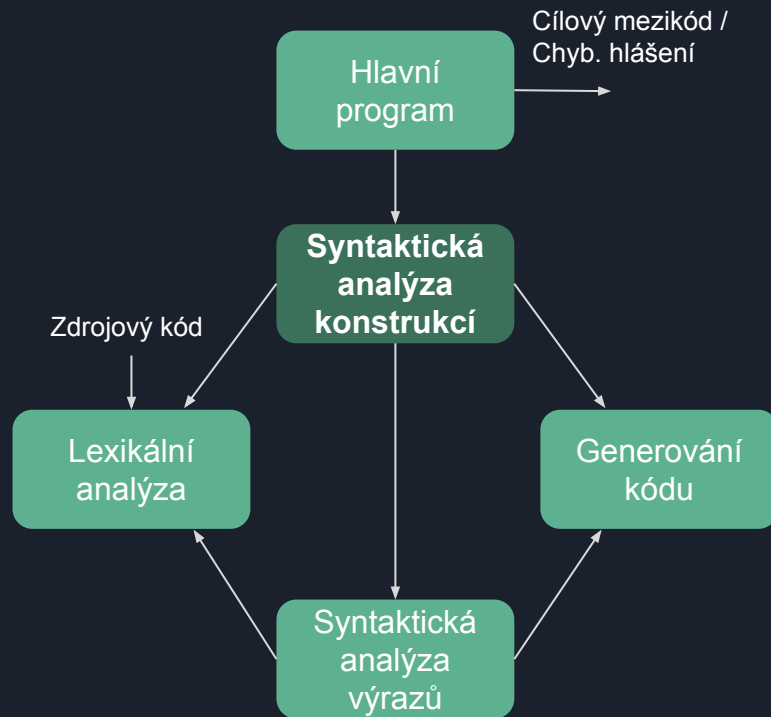 Cílový mezikód /
Chyb. hlášení
Hlavní
program
Syntaktická
analýza
konstrukcí
Zdrojový kód
Lexikální
analýza
Generování
kódu
Syntaktická
analýza
výrazů